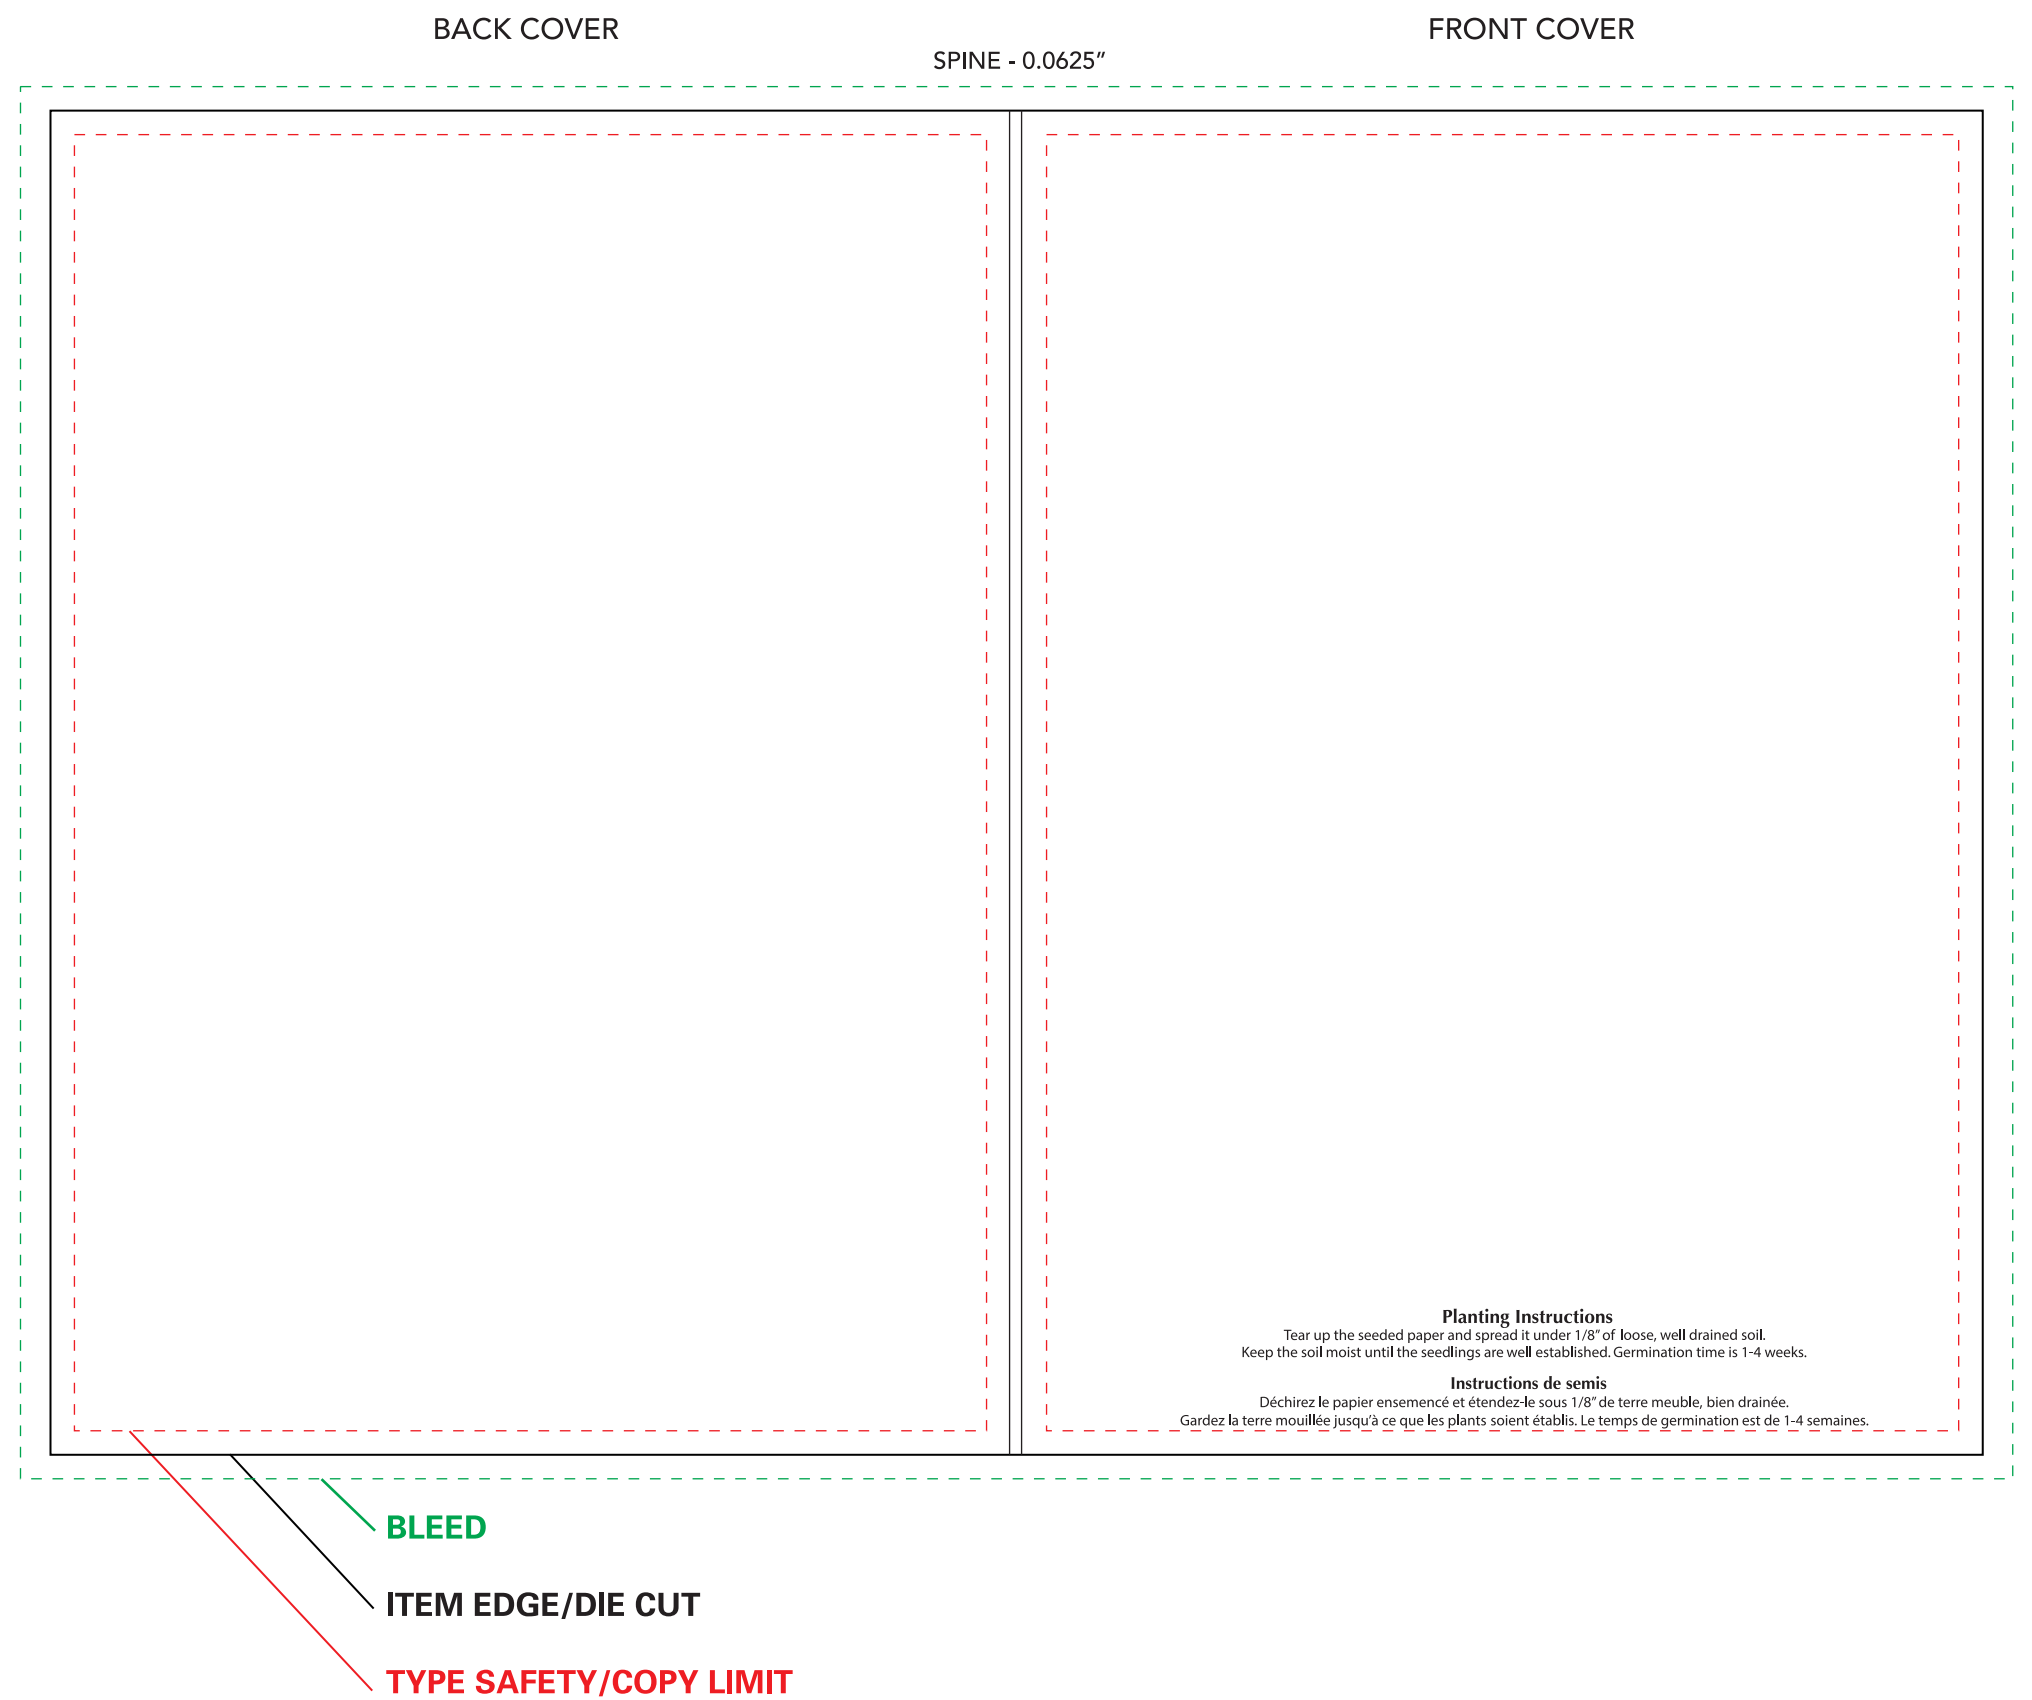 BACK COVER
FRONT COVER
SPINE - 0.0625”
Planting Instructions
Tear up the seeded paper and spread it under 1/8” of loose, well drained soil.
Keep the soil moist until the seedlings are well established. Germination time is 1-4 weeks.
Instructions de semis
Déchirez le papier ensemencé et étendez-le sous 1/8” de terre meuble, bien drainée.
Gardez la terre mouillée jusqu’à ce que les plants soient établis. Le temps de germination est de 1-4 semaines.
BLEED
ITEM EDGE/DIE CUT
TYPE SAFETY/COPY LIMIT